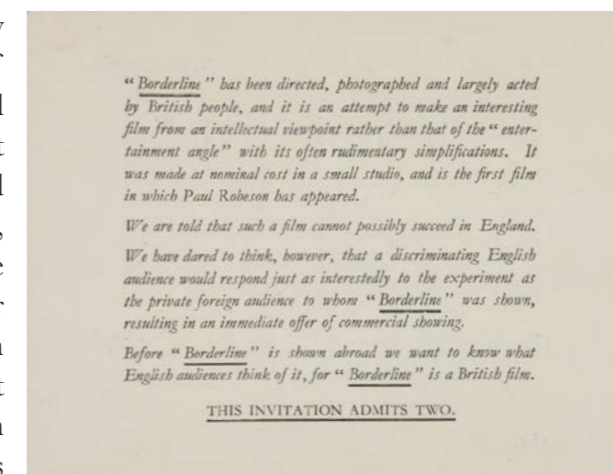 “ Borderline ” has been directed, photographed and largely acted
by British people, and it is an attempt to make an interesting
film from an intellectual viewpoint rather than that of the “ enter-
tainment angle ” with its often rudimentary simplifications. It
was made at nominal cost in a small studio, and is the first film
in which Paul Robeson has appeared.
We are told that such a film cannot possibly succeed in England.
We have dared to think, however, that a discriminating English
audience would respond just as interestedly to the experiment as
the private foreign audience to whom “ Borderline ” was shown,
resulting in an immediate offer of commercial showing.
Before “ Borderline ” is shown abroad we want to know what
English audiences think of it, for “ Borderline ” is a British film.
THIS INVITATION ADMITS TWO.